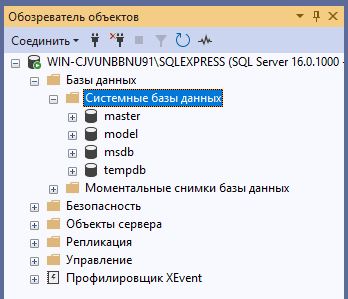 Обозреватель объектов
Соединить
WIN-CJVUNBBNU91\SQLEXPRESS (SQL Server 16.0.1000 -
Базы данных
Системные базы данных
master
model
msdb
tempdb
Моментальные снимки базы данных
Безопасность
Объекты сервера
Репликация
Управление
Профилировщик XEvent